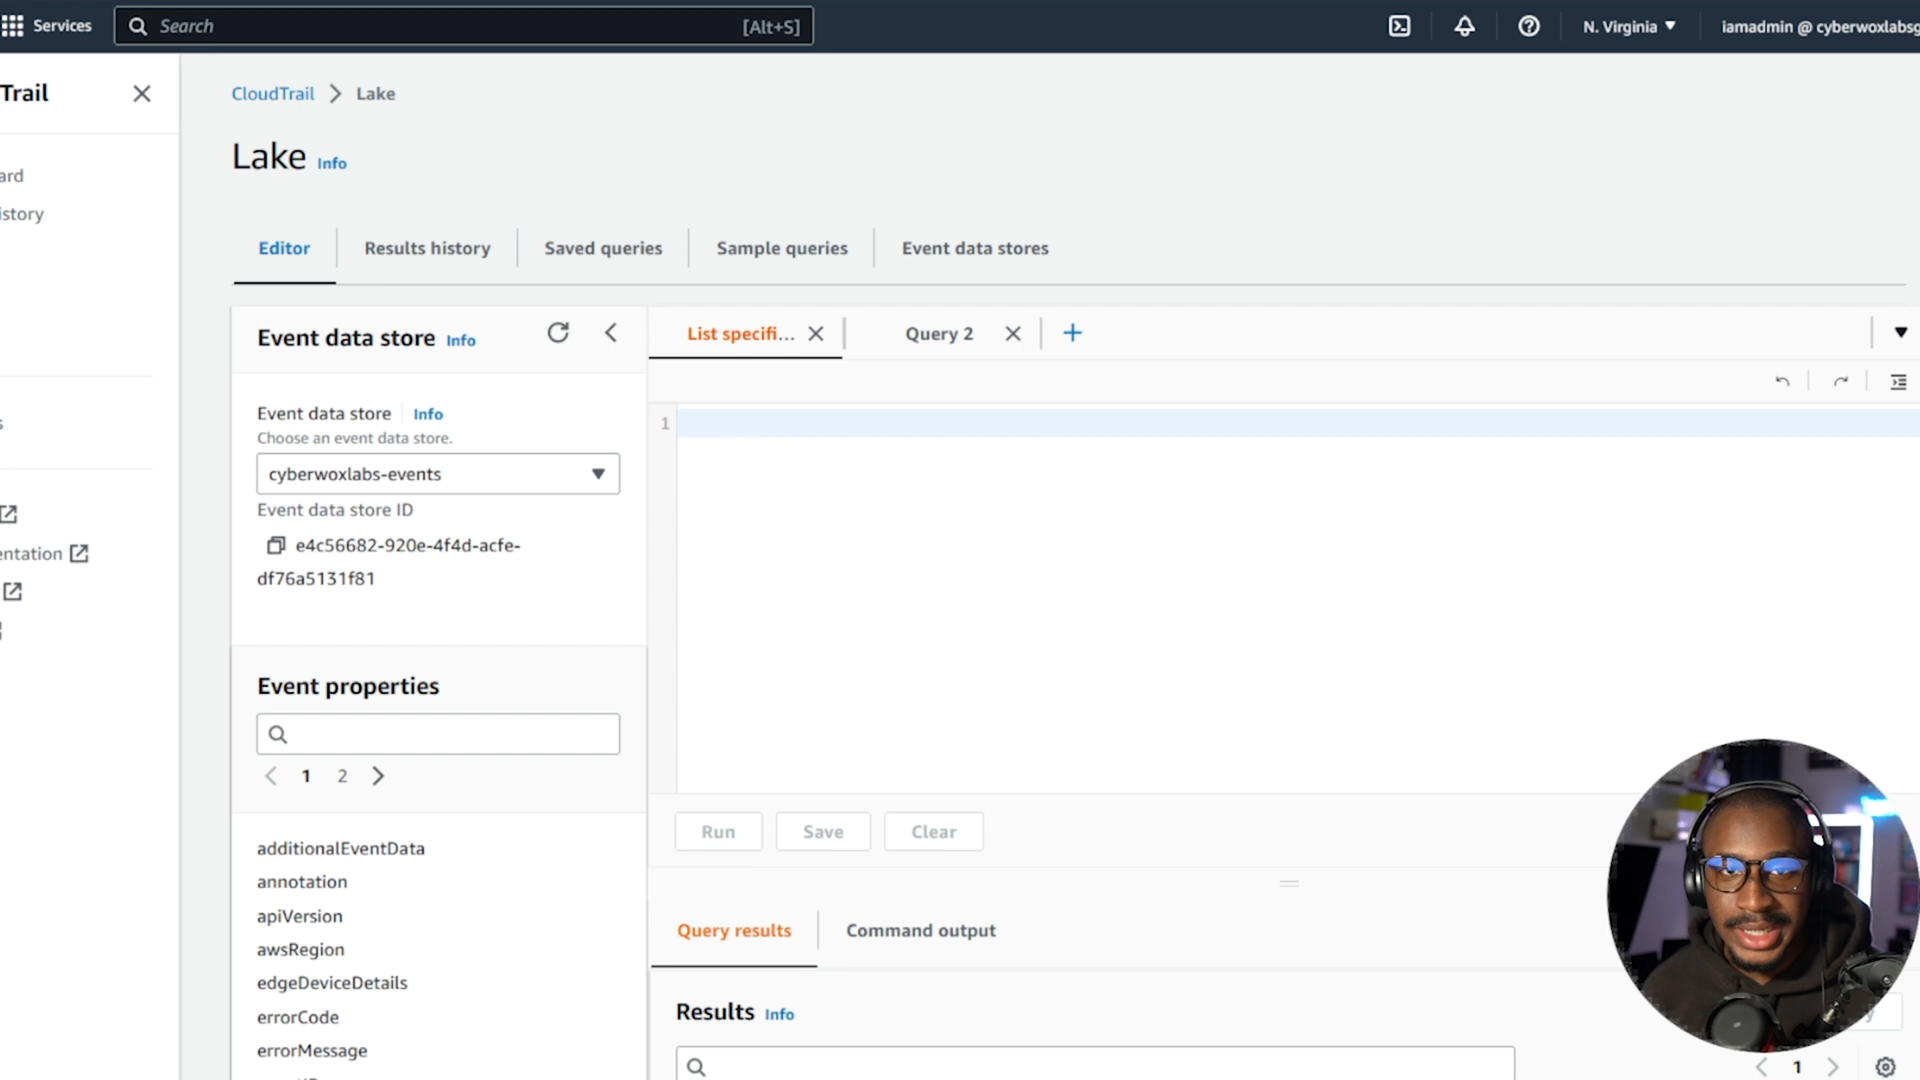 Services
Search
[Alt+S]
N. Virginia
iamadmin @ cyberwoxlabsg
Trail
ard
istory
s
entation
CloudTrail
Lake
Lake Info
Editor
Results history
Saved queries
Sample queries
Event data stores
Event data store Info
Event data store
Info
Choose an event data store.
cyberwoxlabs-events
Event data store ID
e4c56682-920e-4f4d-acfe-
df76a5131f81
Event properties
1
2
additionalEventData
annotation
apiVersion
awsRegion
edgeDeviceDetails
errorCode
errorMessage
List specifi...
Query 2
1
Run
Save
Clear
Query results
Command output
Results Info
1